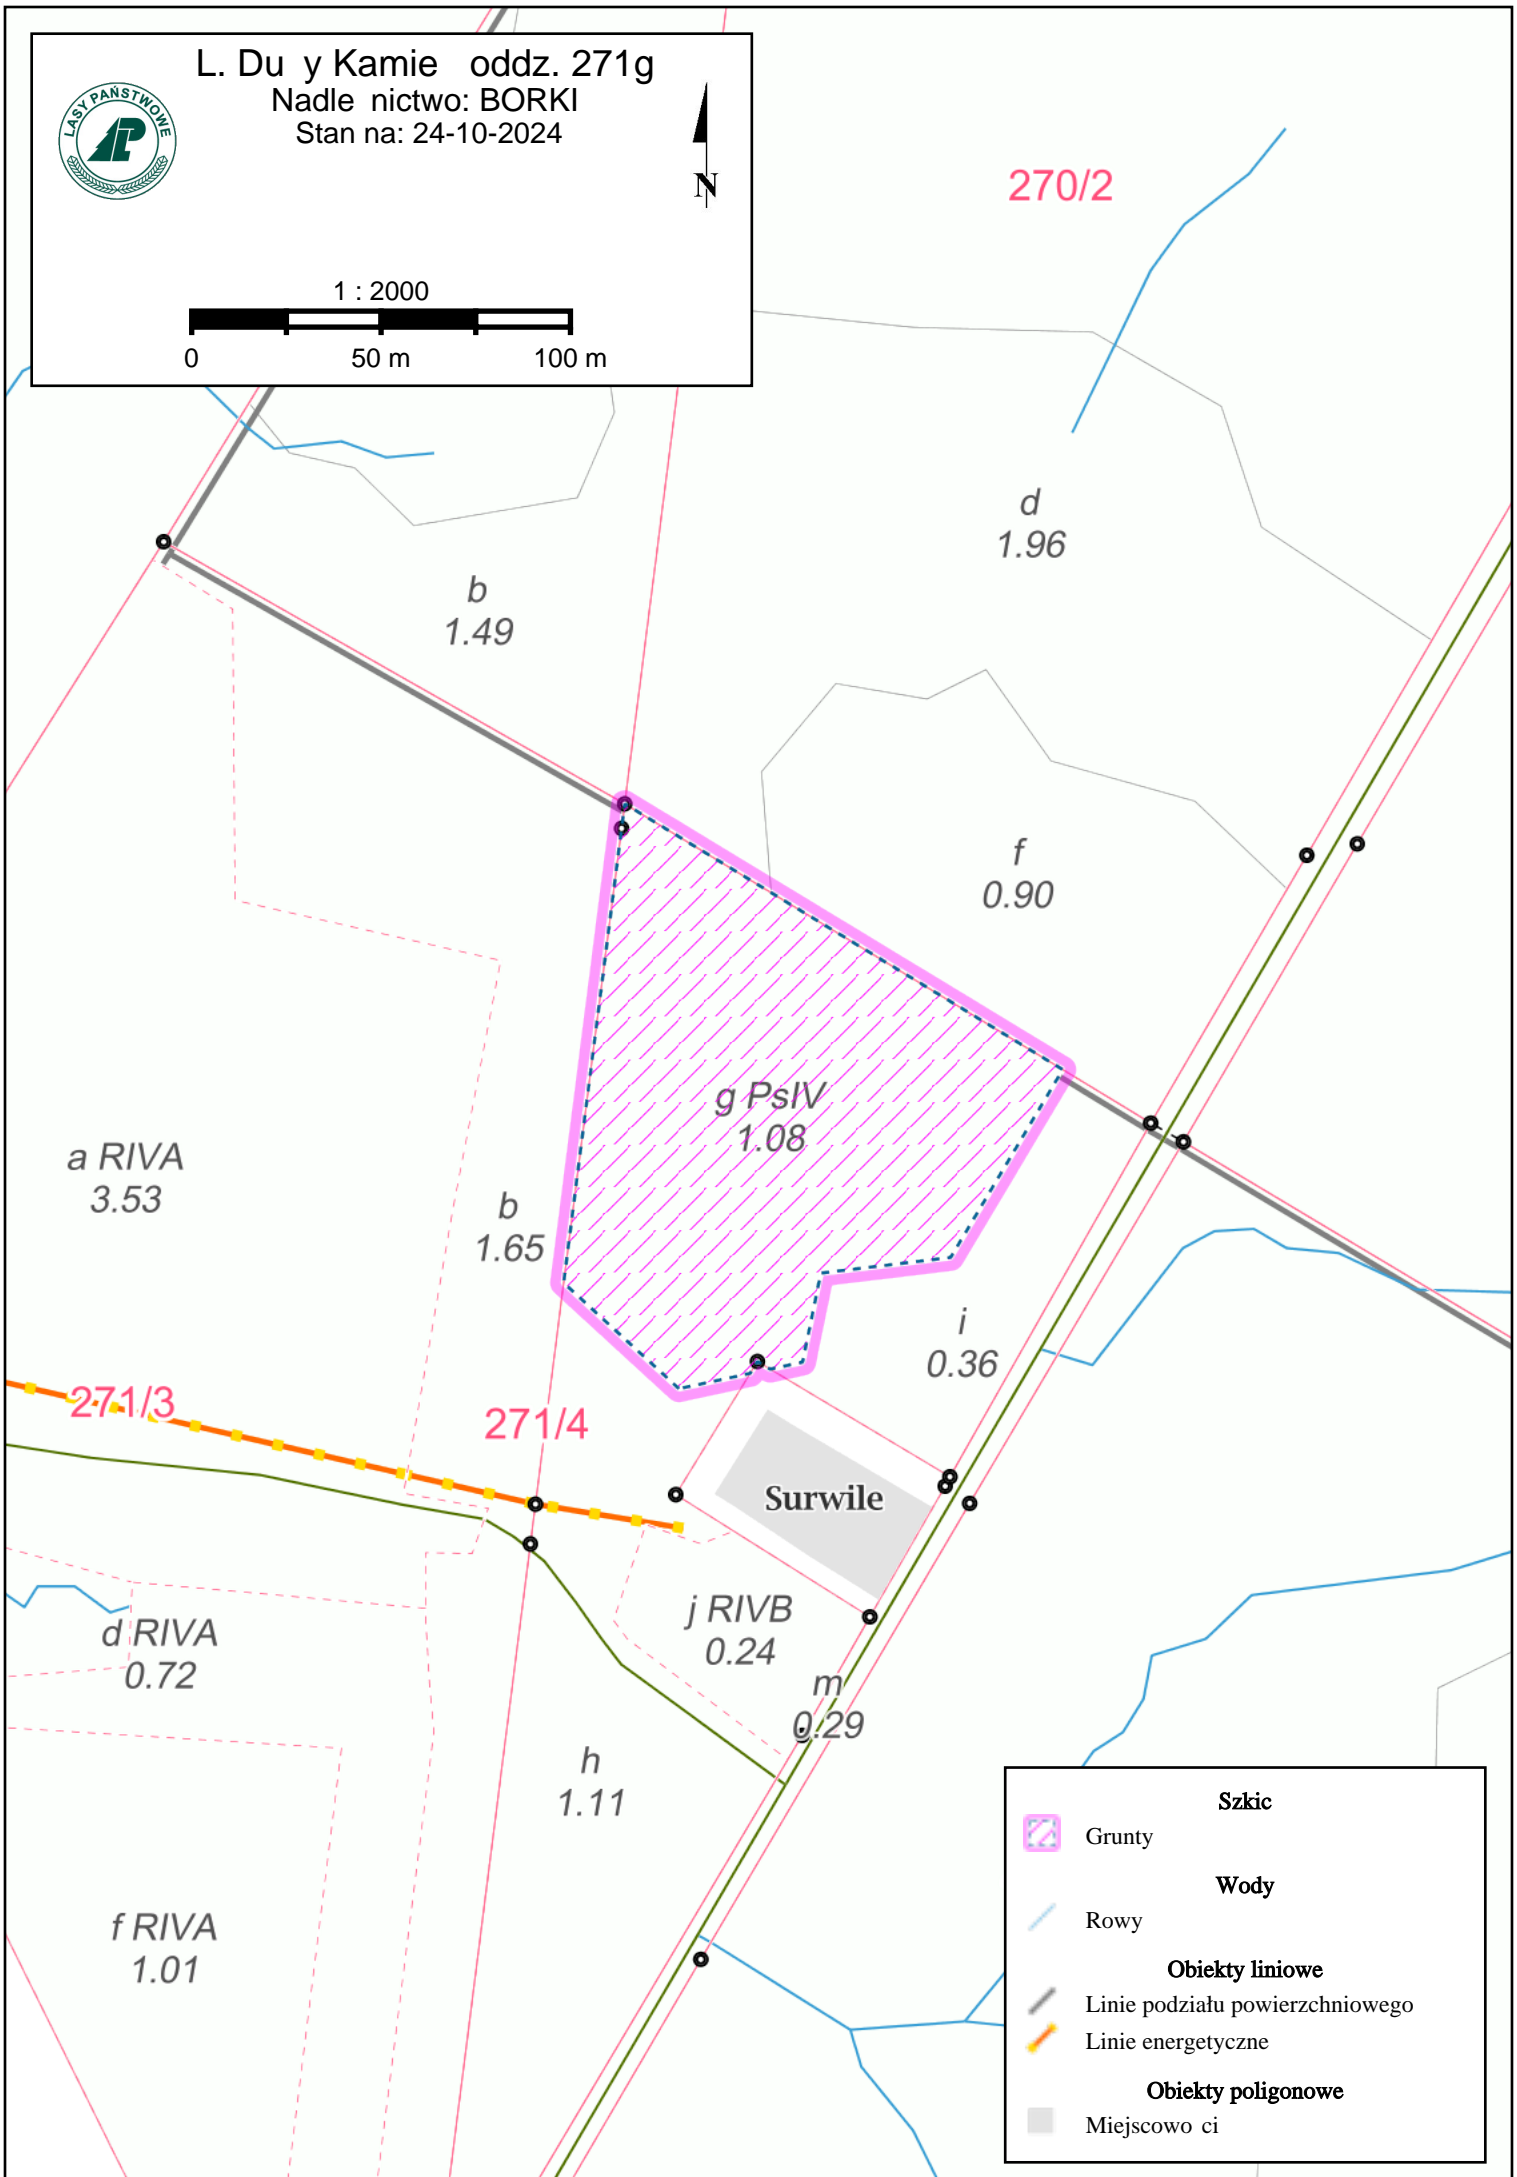 L. Du y Kamie oddz. 271g
Nadle nictwo: BORKI
Stan na: 24-10-2024
LASY PAŃSTWOWE
N
1 : 2000
0 50 m 100 m
270/2
d
1.96
b
1.49
f
0.90
g PsIV
1.08
a RIVA
3.53
b
1.65
i
0.36
271/3
271/4
Surwile
j RIVB
0.24
d RIVA
0.72
m
0.29
h
1.11
f RIVA
1.01
Szkic
Grunty
Wody
Rowy
Obiekty liniowe
Linie podziału powierzchniowego
Linie energetyczne
Obiekty poligonowe
Miejscowo ci